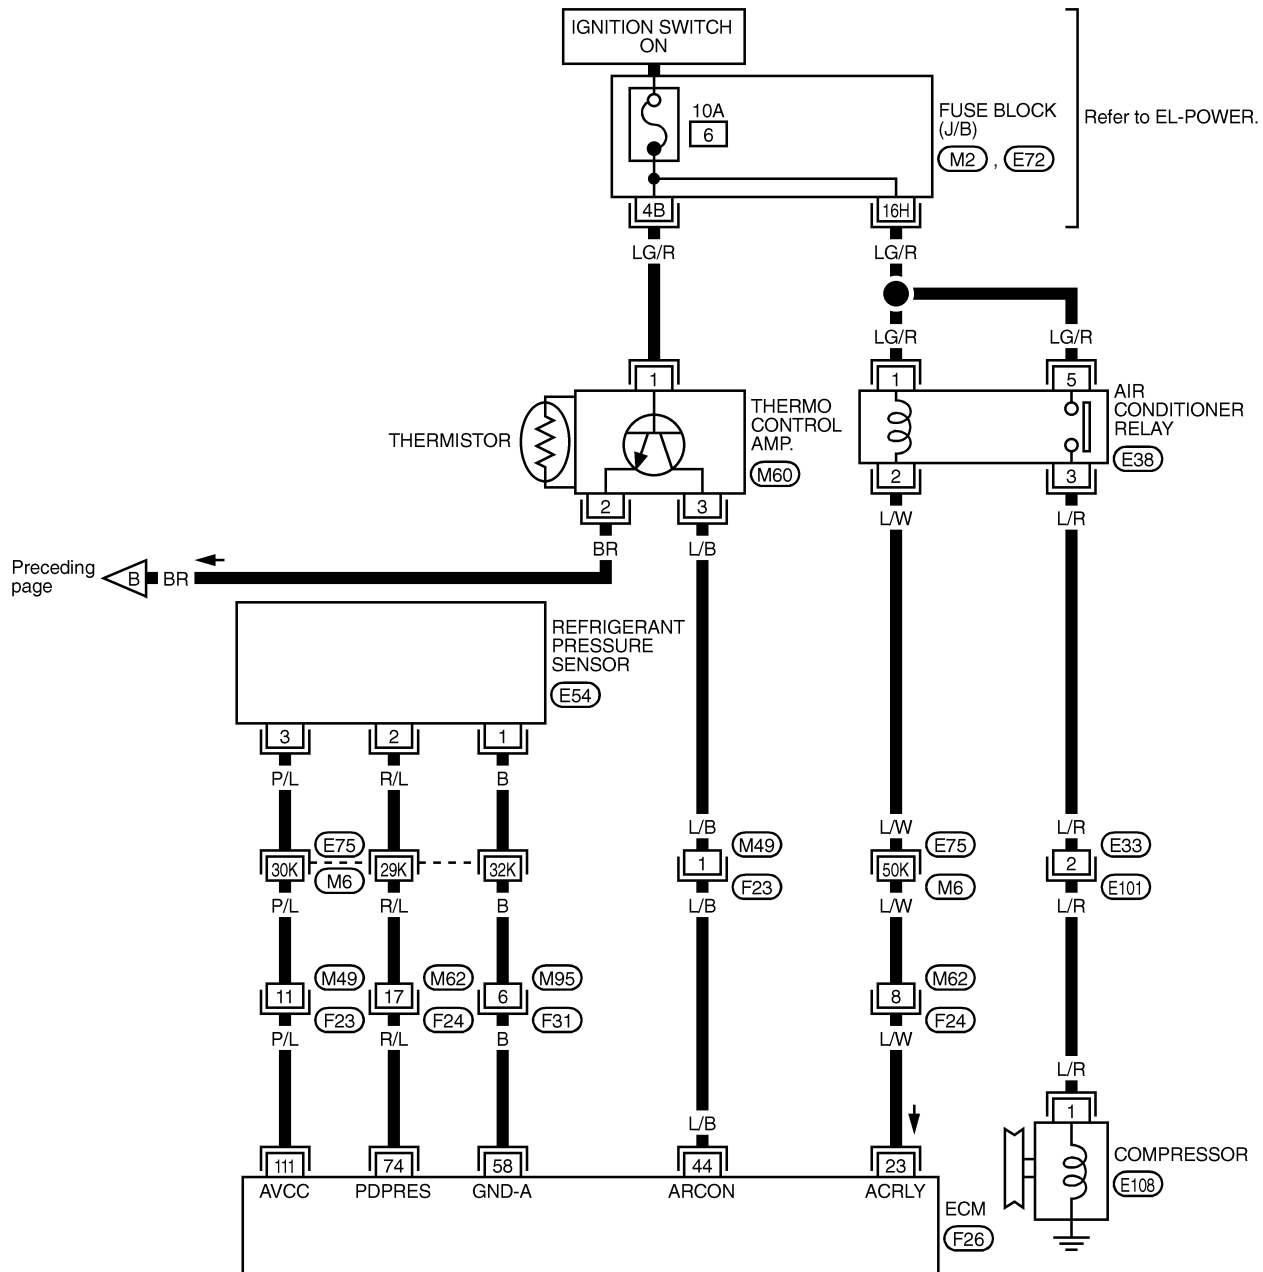 IGNITION SWITCH
ON
10A
6
FUSE BLOCK
(J/B)
M2 , E72
Refer to EL-POWER.
4B
16H
LG/R
LG/R
LG/R
LG/R
1
1
5
THERMISTOR
THERMO
CONTROL
AMP.
M60
AIR
CONDITIONER
RELAY
E38
2
3
2
3
BR
L/B
L/W
L/R
Preceding
page
B
BR
REFRIGERANT
PRESSURE
SENSOR
E54
3
2
1
P/L
R/L
B
L/B
L/W
L/R
E75
M49
E75
E33
30K
29K
32K
1
50K
2
M6
F23
M6
E101
P/L
R/L
B
L/B
L/W
L/R
M49
M62
M95
M62
11
17
6
8
F23
F24
F31
F24
P/L
R/L
B
L/W
L/R
L/B
1
111
74
58
44
23
AVCC
PDPRES
GND-A
ARCON
ACRLY
COMPRESSOR
E108
ECM
F26